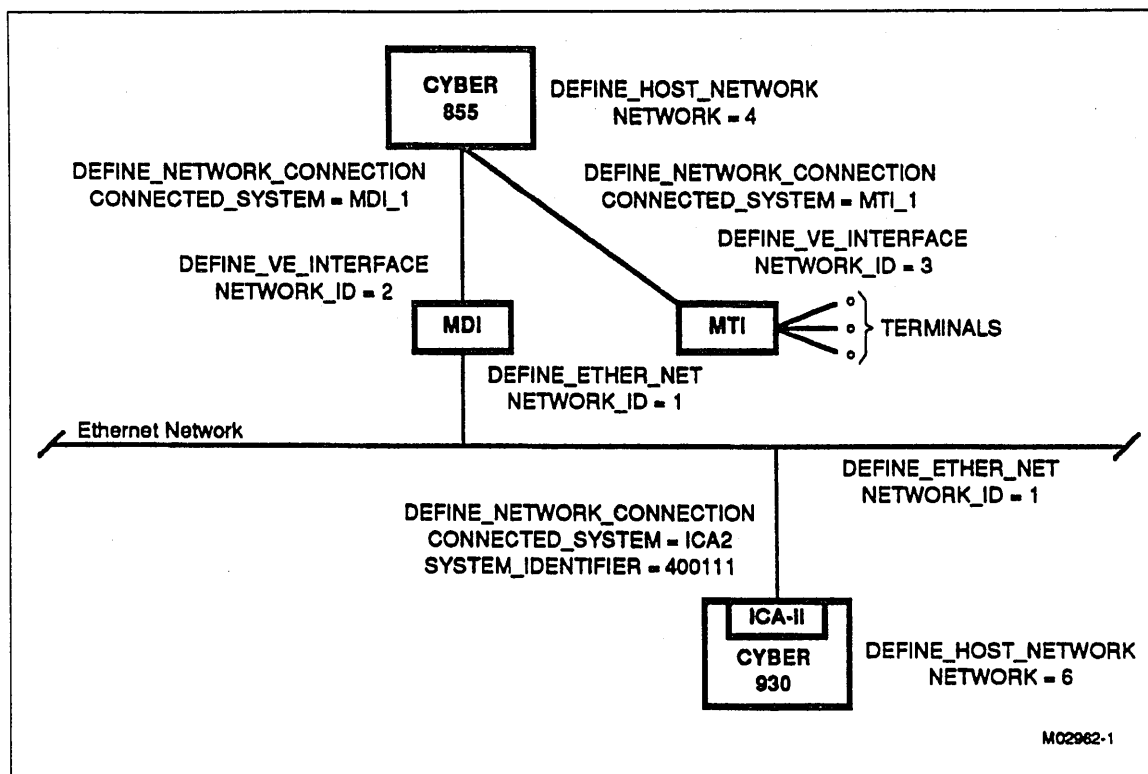 CYBER
855
DEFINE_HOST_NETWORK
NETWORK = 4
DEFINE_NETWORK_CONNECTION
CONNECTED_SYSTEM = MDI_1
DEFINE_NETWORK_CONNECTION
CONNECTED_SYSTEM = MTI_1
DEFINE_VE_INTERFACE
NETWORK_ID = 2
DEFINE_VE_INTERFACE
NETWORK_ID = 3
MDI
MTI
TERMINALS
DEFINE_ETHER_NET
NETWORK_ID = 1
Ethernet Network
DEFINE_ETHER_NET
NETWORK_ID = 1
DEFINE_NETWORK_CONNECTION
CONNECTED_SYSTEM = ICA2
SYSTEM_IDENTIFIER = 400111
ICA-II
CYBER
930
DEFINE_HOST_NETWORK
NETWORK = 6
M02962-1